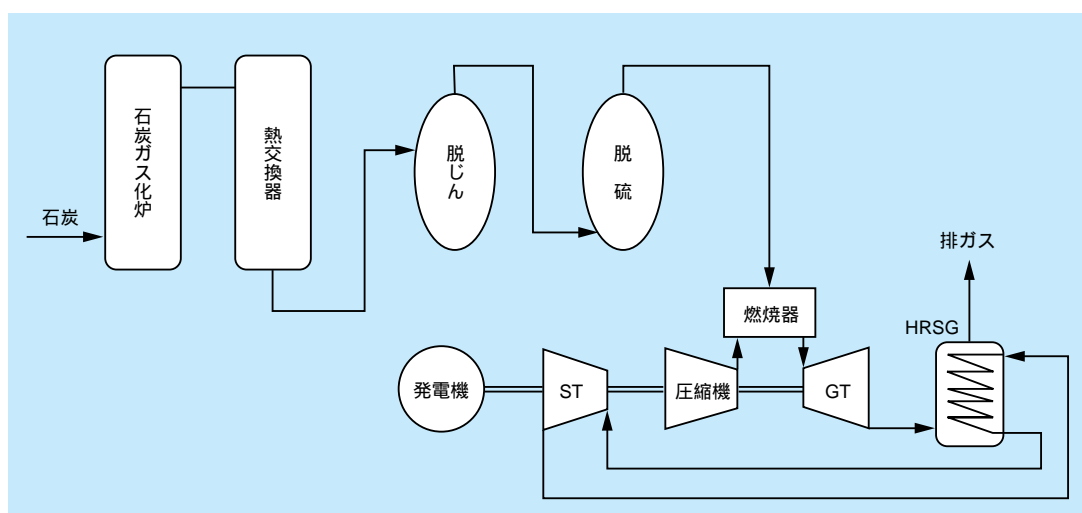 石炭
石炭ガス化炉
熱交換器
脱じん
脱硫
燃焼器
排ガス
HRSG
発電機
ST
圧縮機
GT